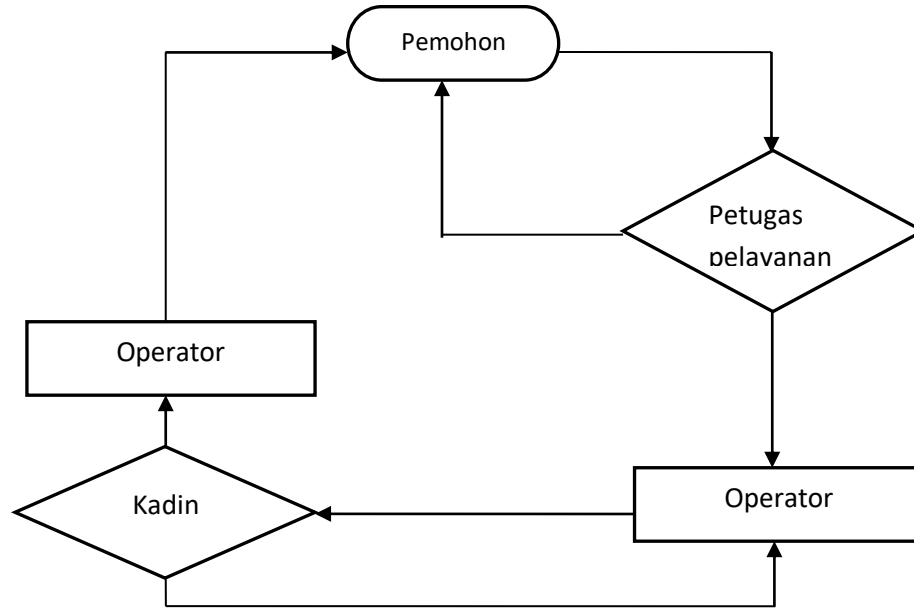 Pemohon
Petugas
pelayanan
Operator
Operator
Kadin